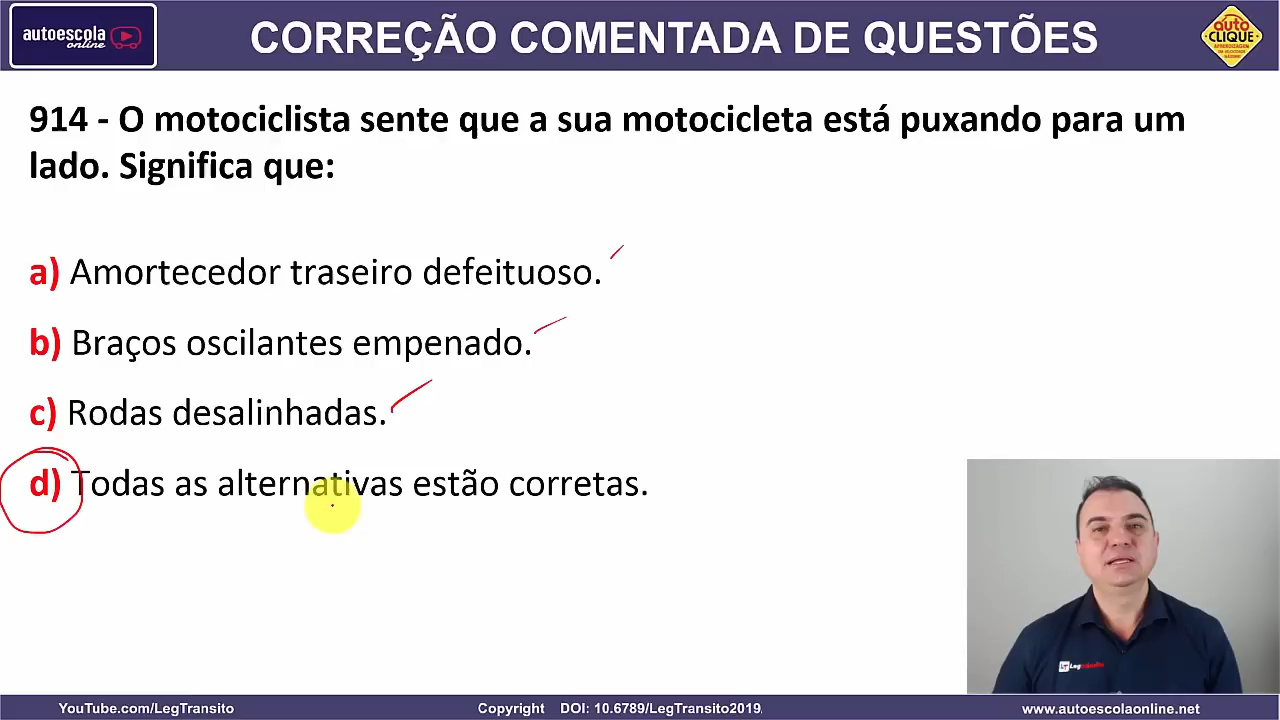 autoescola
online
CORREÇÃO COMENTADA DE QUESTÕES
auto
CLIQUE
914 - O motociclista sente que a sua motocicleta está puxando para um
lado. Significa que:
a) Amortecedor traseiro defeituoso.
b) Braços oscilantes empenado.
c) Rodas desalinhadas.
d) Todas as alternativas estão corretas.
YouTube.com/LegTransito
Copyright DOI: 10.6789/LegTransito2019
www.autoescolaonline.net